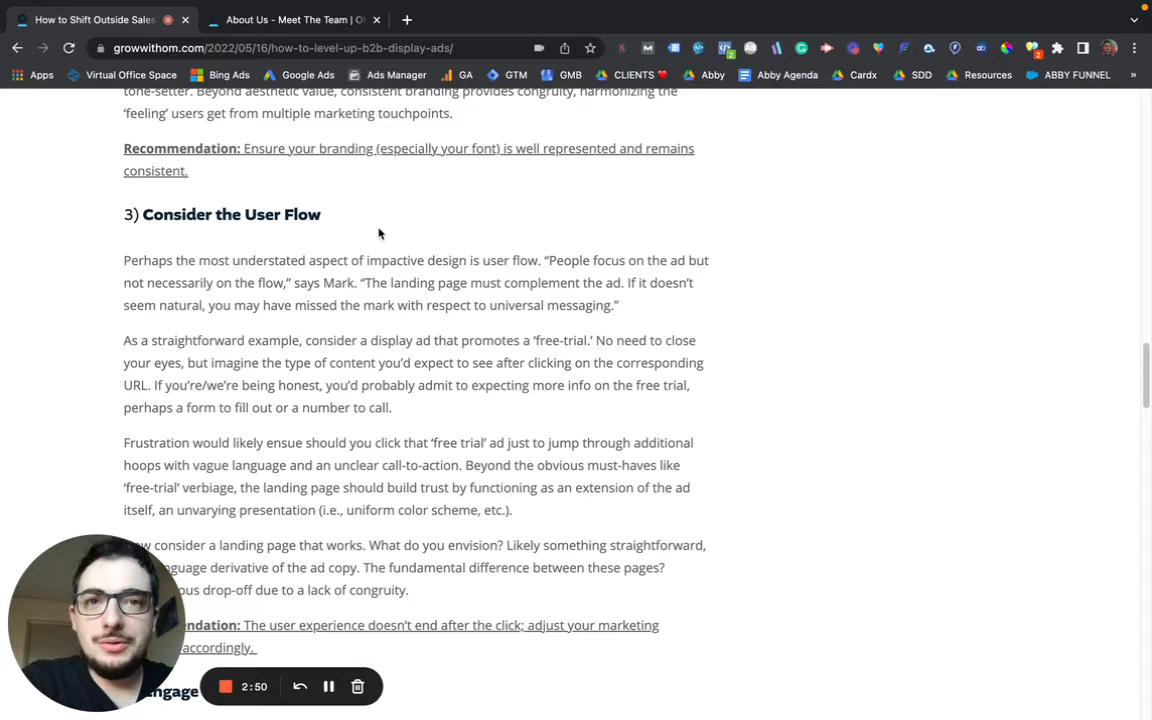 How to Shift Outside Sales
About Us - Meet The Team | O
growwithom.com/2022/05/16/how-to-level-up-b2b-display-ads/
Apps Virtual Office Space Bing Ads Google Ads Ads Manager GA GTM GMB CLIENTS Abby Abby Agenda Cardx SDD Resources ABBY FUNNEL »
tone-setter. Beyond aesthetic value, consistent branding provides congruity, harmonizing the
‘feeling’ users get from multiple marketing touchpoints.
Recommendation: Ensure your branding (especially your font) is well represented and remains
consistent.
3) Consider the User Flow
Perhaps the most understated aspect of impactive design is user flow. “People focus on the ad but
not necessarily on the flow,” says Mark. “The landing page must complement the ad. If it doesn’t
seem natural, you may have missed the mark with respect to universal messaging.”
As a straightforward example, consider a display ad that promotes a ‘free-trial.’ No need to close
your eyes, but imagine the type of content you’d expect to see after clicking on the corresponding
URL. If you’re/we’re being honest, you’d probably admit to expecting more info on the free trial,
perhaps a form to fill out or a number to call.
Frustration would likely ensue should you click that ‘free trial’ ad just to jump through additional
hoops with vague language and an unclear call-to-action. Beyond the obvious must-haves like
‘free-trial’ verbiage, the landing page should build trust by functioning as an extension of the ad
itself, an unvarying presentation (i.e., uniform color scheme, etc.).
consider a landing page that works. What do you envision? Likely something straightforward,
derivative of the ad copy. The fundamental difference between these pages?
drop-off due to a lack of congruity.
The user experience doesn’t end after the click; adjust your marketing
accordingly.
2:50